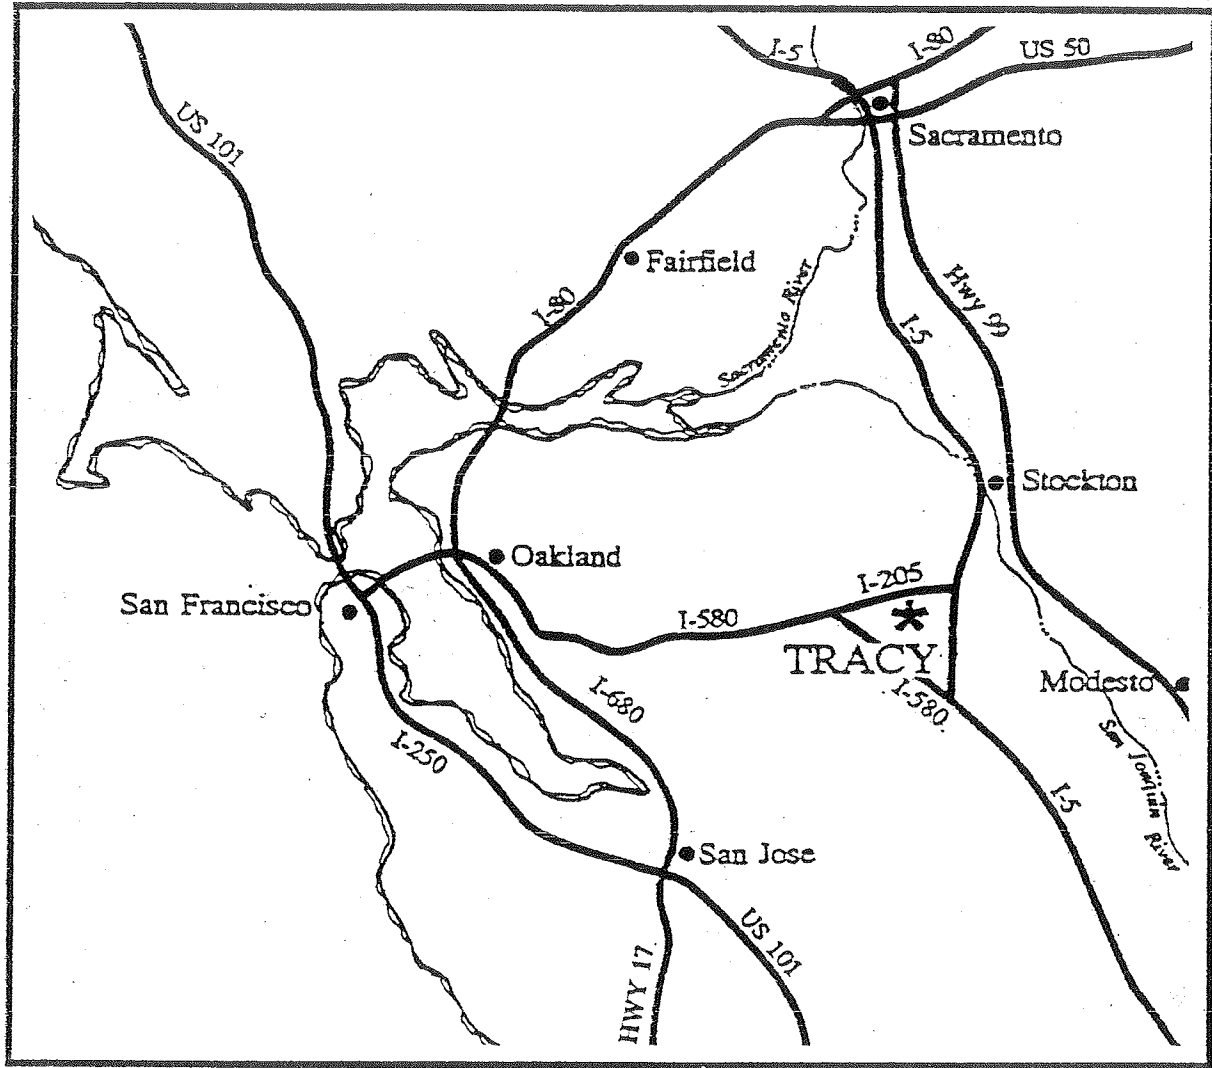 I-5
I-80
US 50
US 101
Sacramento
Fairfield
Sacramento River
Hwy 99
I-80
I-5
Stockton
Oakland
I-205
San Francisco
I-580
*
TRACY
Modesto
I-680
I-580
San Joaquin River
I-250
I-5
San Jose
US 101
HWY 17